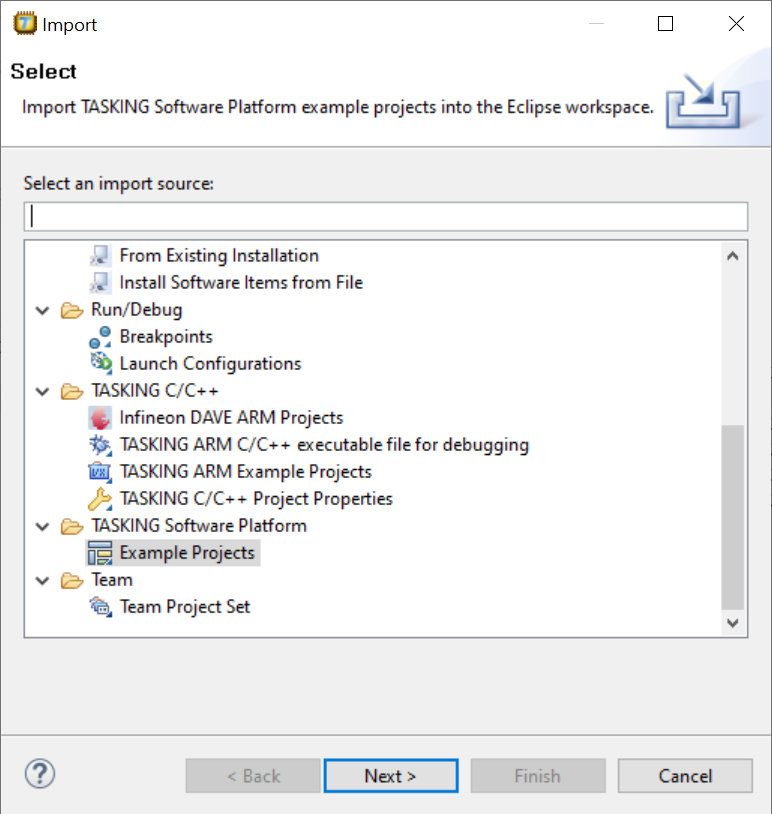 Import
Select
Import TASKING Software Platform example projects into the Eclipse workspace.
Select an import source:
From Existing Installation
Install Software Items from File
Run/Debug
Breakpoints
Launch Configurations
TASKING C/C++
Infineon DAVE ARM Projects
TASKING ARM C/C++ executable file for debugging
TASKING ARM Example Projects
TASKING C/C++ Project Properties
TASKING Software Platform
Example Projects
Team
Team Project Set
? < Back Next > Finish Cancel